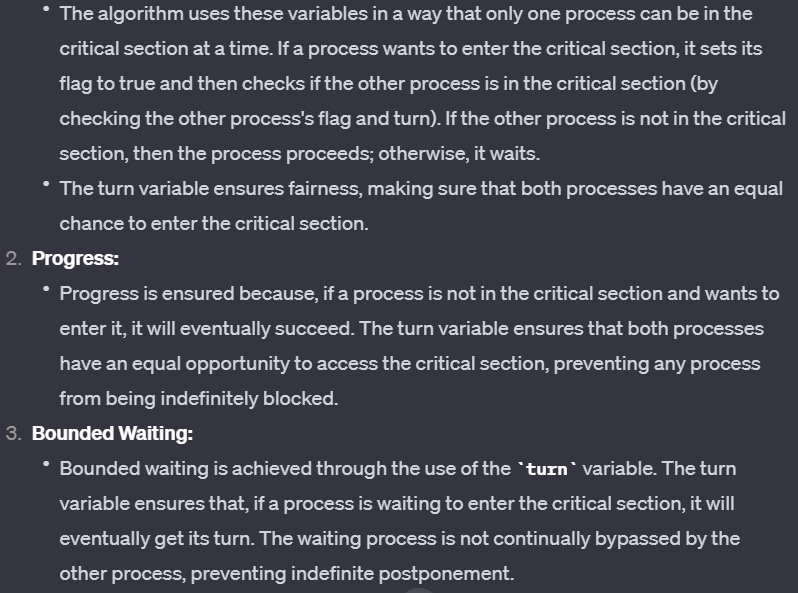 • The algorithm uses these variables in a way that only one process can be in the
critical section at a time. If a process wants to enter the critical section, it sets its
flag to true and then checks if the other process is in the critical section (by
checking the other process's flag and turn). If the other process is not in the critical
section, then the process proceeds; otherwise, it waits.
• The turn variable ensures fairness, making sure that both processes have an equal
chance to enter the critical section.
2. Progress:
• Progress is ensured because, if a process is not in the critical section and wants to
enter it, it will eventually succeed. The turn variable ensures that both processes
have an equal opportunity to access the critical section, preventing any process
from being indefinitely blocked.
3. Bounded Waiting:
• Bounded waiting is achieved through the use of the `turn` variable. The turn
variable ensures that, if a process is waiting to enter the critical section, it will
eventually get its turn. The waiting process is not continually bypassed by the
other process, preventing indefinite postponement.